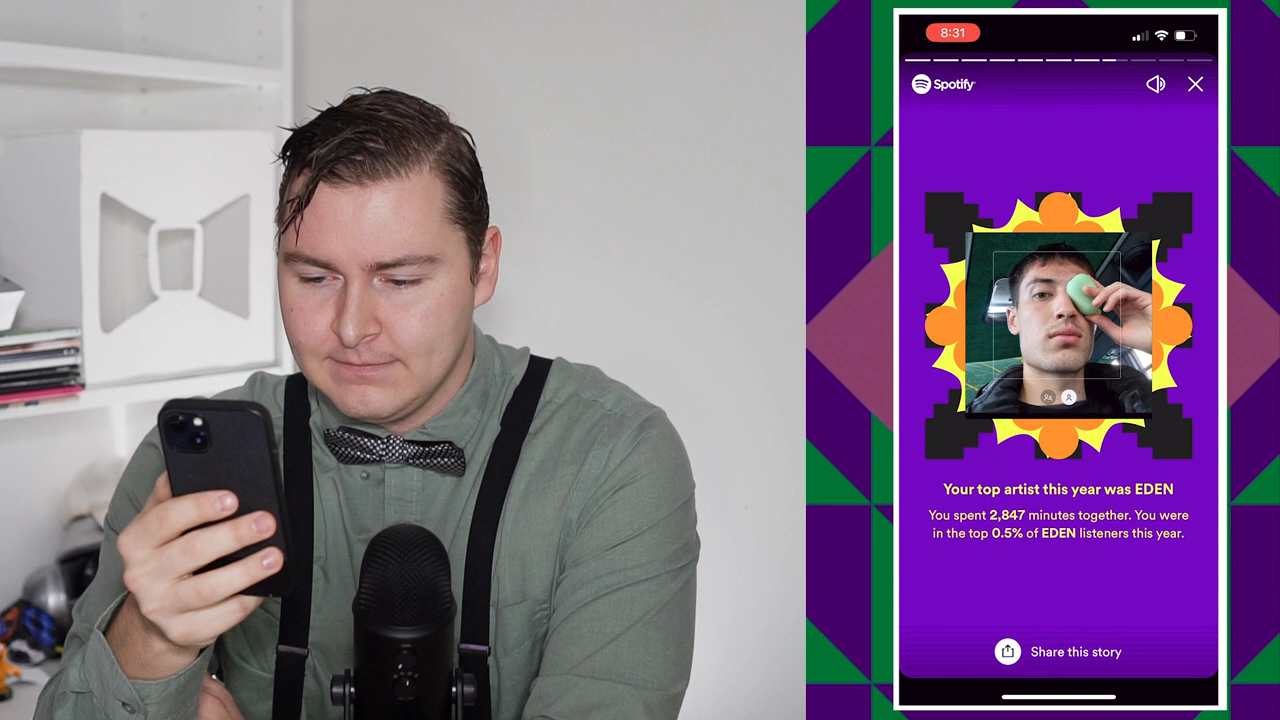 8:31
Spotify
Your top artist this year was EDEN
You spent 2,847 minutes together. You were
in the top 0.5% of EDEN listeners this year.
Share this story